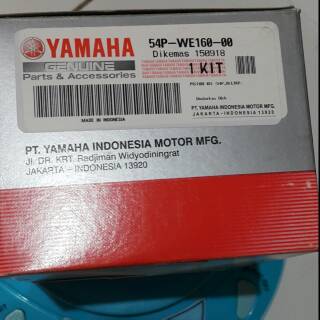 YAMAHA
GENUINE
Parts & Accessories
54P-WE160-00
Dikemas 150918
1 KIT
MADE IN INDONESIA
PT. YAMAHA INDONESIA MOTOR MFG.
JAKARTA - INDONESIA 13920
PT. YAMAHA INDONESIA MOTOR MFG.
Jl. DR. KRT. Radjiman Widyodiningrat
JAKARTA - INDONESIA 13920